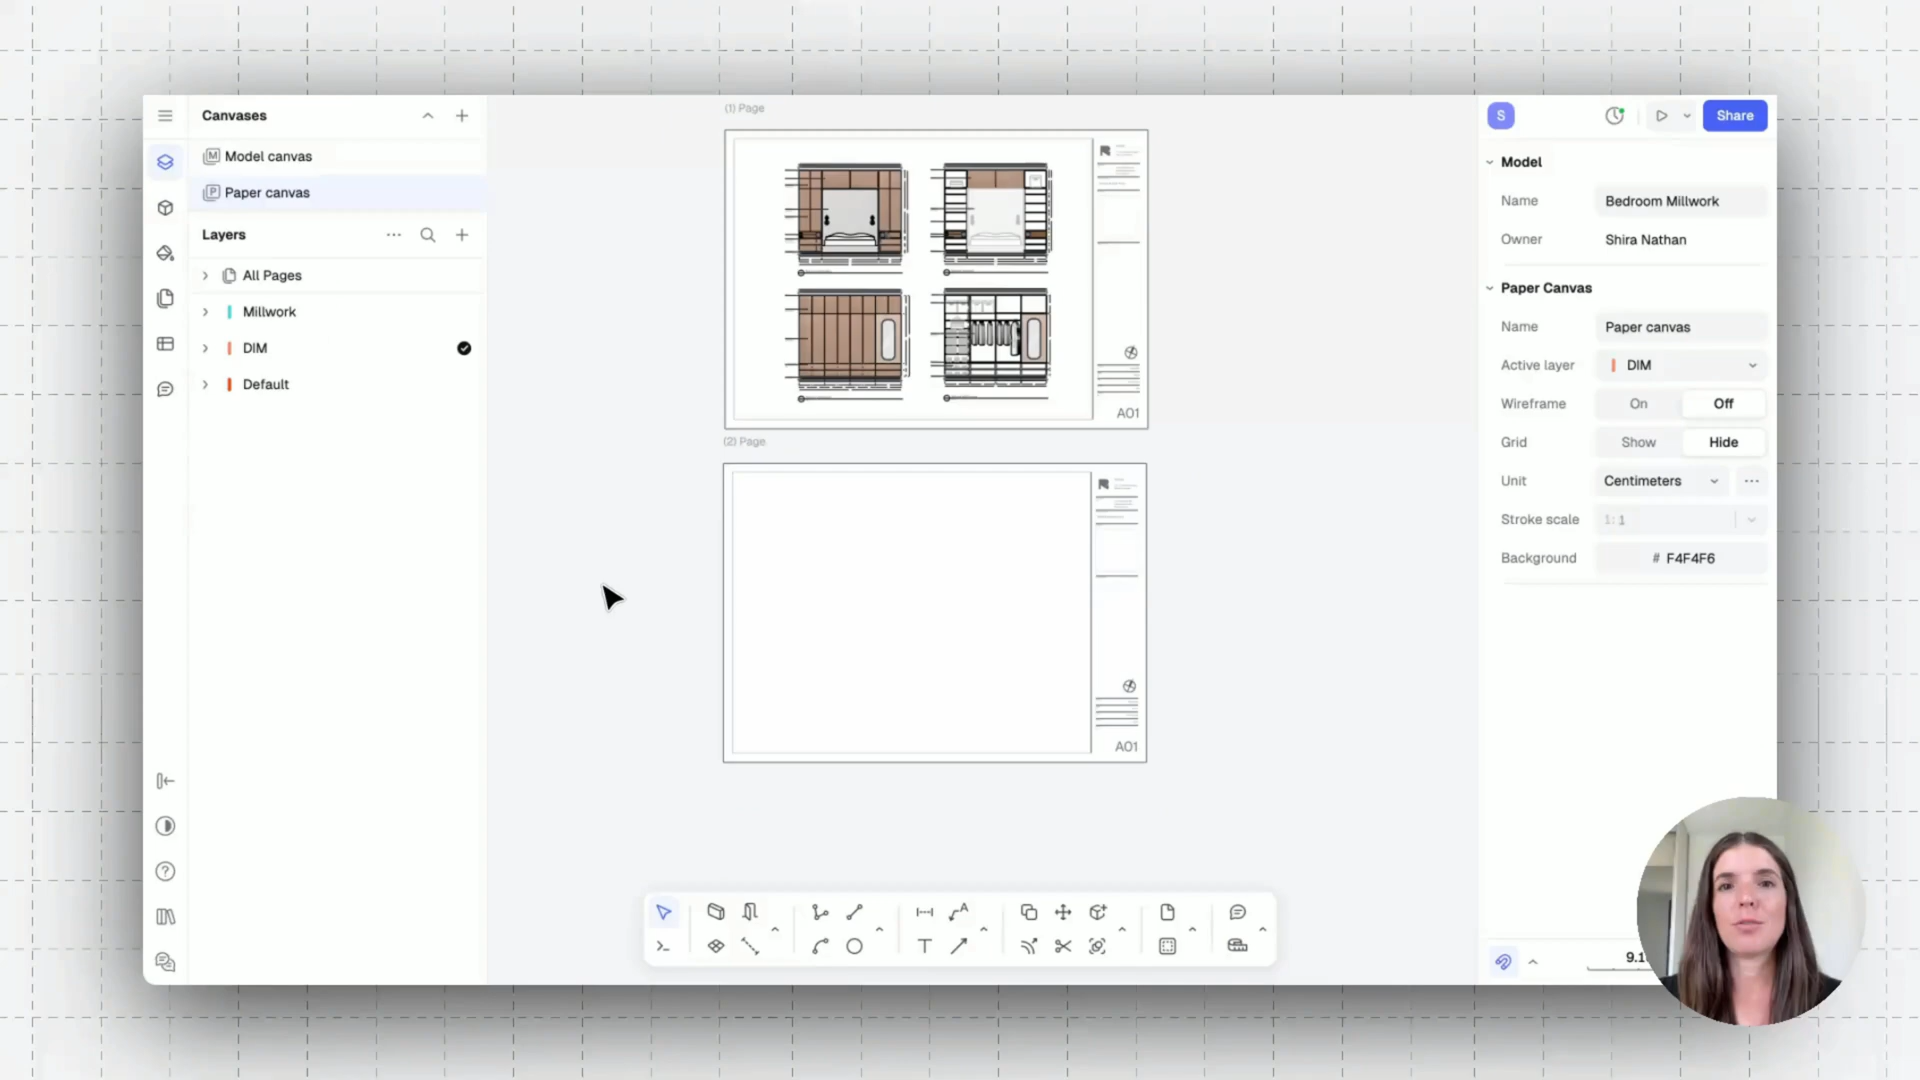 Canvases
M Model canvas
P Paper canvas
Layers
All Pages
Millwork
DIM
Default
(1) Page
A01
(2) Page
A01
S
Share
Model
Name Bedroom Millwork
Owner Shira Nathan
Paper Canvas
Name Paper canvas
Active layer DIM
Wireframe On Off
Grid Show Hide
Unit Centimeters
Stroke scale 1: 1
Background # F4F4F6